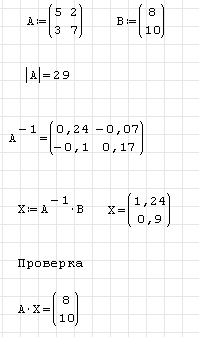 A:=(5 2
3 7) B:=(8
10)
|A|=29
A⁻¹=(0,24 −0,07
−0,1 0,17)
X:=A⁻¹·B X=(1,24
0,9)
Проверка
A·X=(8
10)